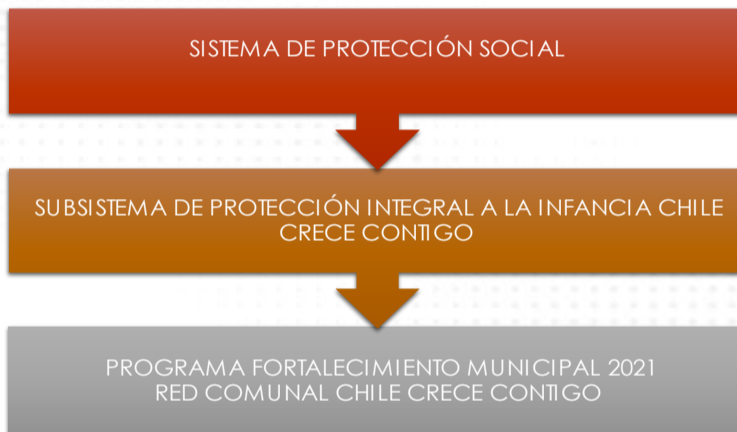 SISTEMA DE PROTECCIÓN SOCIAL
SUBSISTEMA DE PROTECCIÓN INTEGRAL A LA INFANCIA CHILE
CRECE CONTIGO
PROGRAMA FORTALECIMIENTO MUNICIPAL 2021
RED COMUNAL CHILE CRECE CONTIGO